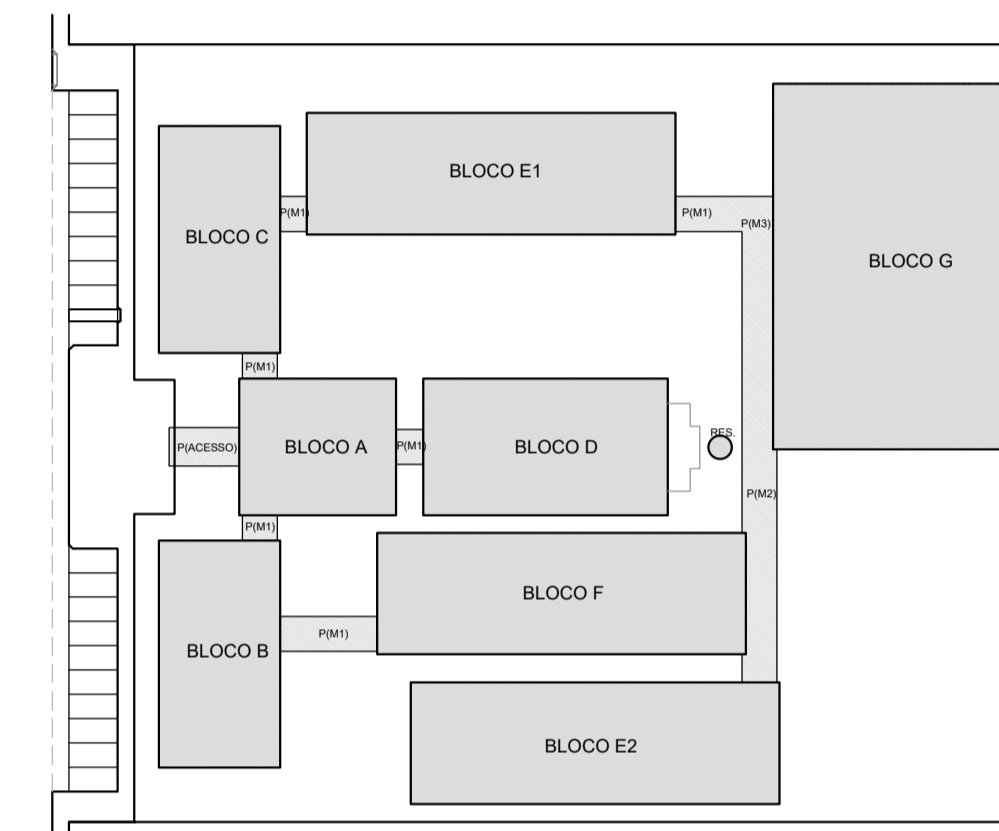 BLOCO E1
P(M1)
P(M1)
P(M3)
BLOCO C
BLOCO G
P(M1)
RES.
P(ACESSO)
BLOCO A
P(M1)
BLOCO D
P(M2)
P(M1)
BLOCO F
P(M1)
BLOCO B
BLOCO E2